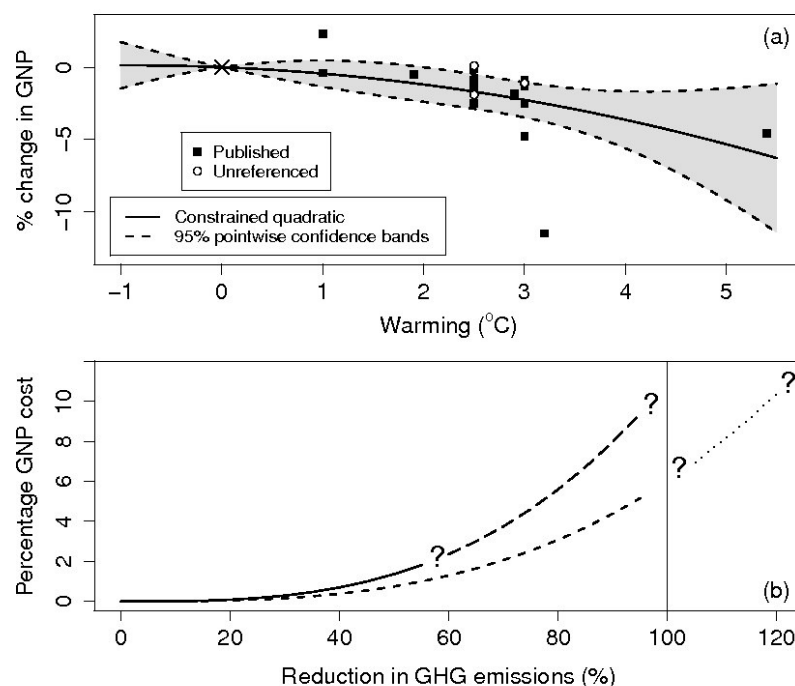 (a)
% change in GNP
0
−5
−10
Published
Unreferenced
Constrained quadratic
95% pointwise confidence bands
−1 0 1 2 3 4 5
Warming (°C)
(b)
Percentage GNP cost
10
8
6
4
2
0
?
?
?
?
0 20 40 60 80 100 120
Reduction in GHG emissions (%)